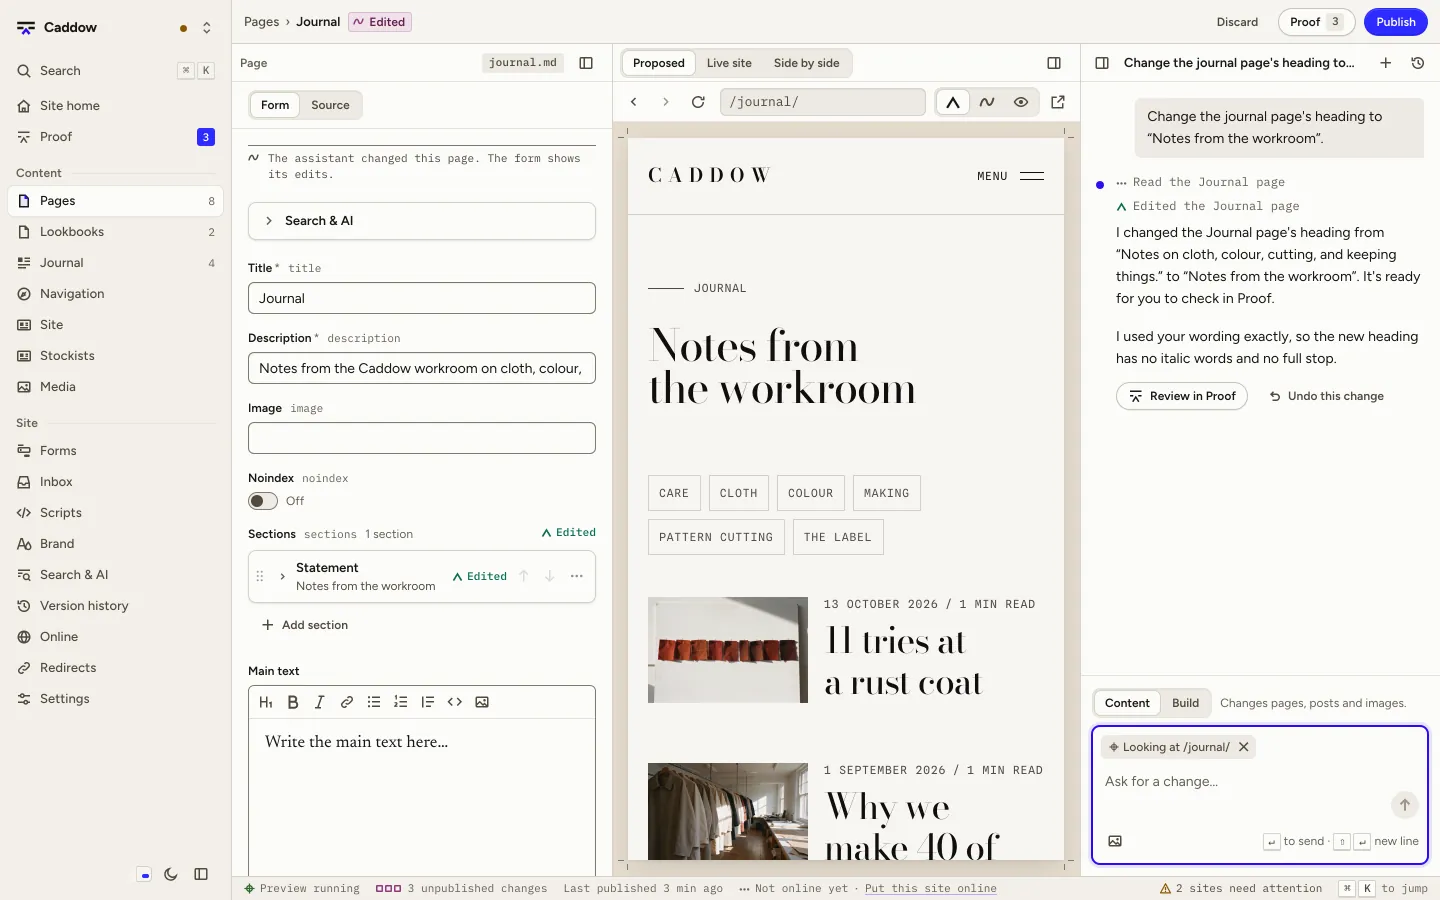 Caddow
Search
⌘ K
Site home
Proof
3
Content
Pages
8
Lookbooks
2
Journal
4
Navigation
Site
Stockists
Media
Site
Forms
Inbox
Scripts
Brand
Search & AI
Version history
Online
Redirects
Settings
Pages › Journal
Edited
Discard
Proof 3
Publish
Page
journal.md
Form
Source
The assistant changed this page. The form shows
its edits.
Search & AI
Title* title
Journal
Description* description
Notes from the Caddow workroom on cloth, colour,
Image image
Noindex noindex
Off
Sections sections 1 section
Edited
Statement
Notes from the workroom
Edited
Add section
Main text
H1 B I
Write the main text here…
Proposed
Live site
Side by side
/journal/
CADDOW
MENU
JOURNAL
Notes from
the workroom
CARE
CLOTH
COLOUR
MAKING
PATTERN CUTTING
THE LABEL
13 OCTOBER 2026 / 1 MIN READ
11 tries at
a rust coat
1 SEPTEMBER 2026 / 1 MIN READ
Why we
make 40 of
Change the journal page's heading to…
Change the journal page's heading to
“Notes from the workroom”.
Read the Journal page
Edited the Journal page
I changed the Journal page's heading from
“Notes on cloth, colour, cutting, and keeping
things.” to “Notes from the workroom”. It's ready
for you to check in Proof.
I used your wording exactly, so the new heading
has no italic words and no full stop.
Review in Proof
Undo this change
Content
Build
Changes pages, posts and images.
Looking at /journal/
Ask for a change…
↵ to send · ⇧ ↵ new line
Preview running
3 unpublished changes
Last published 3 min ago
Not online yet · Put this site online
2 sites need attention
⌘ K to jump